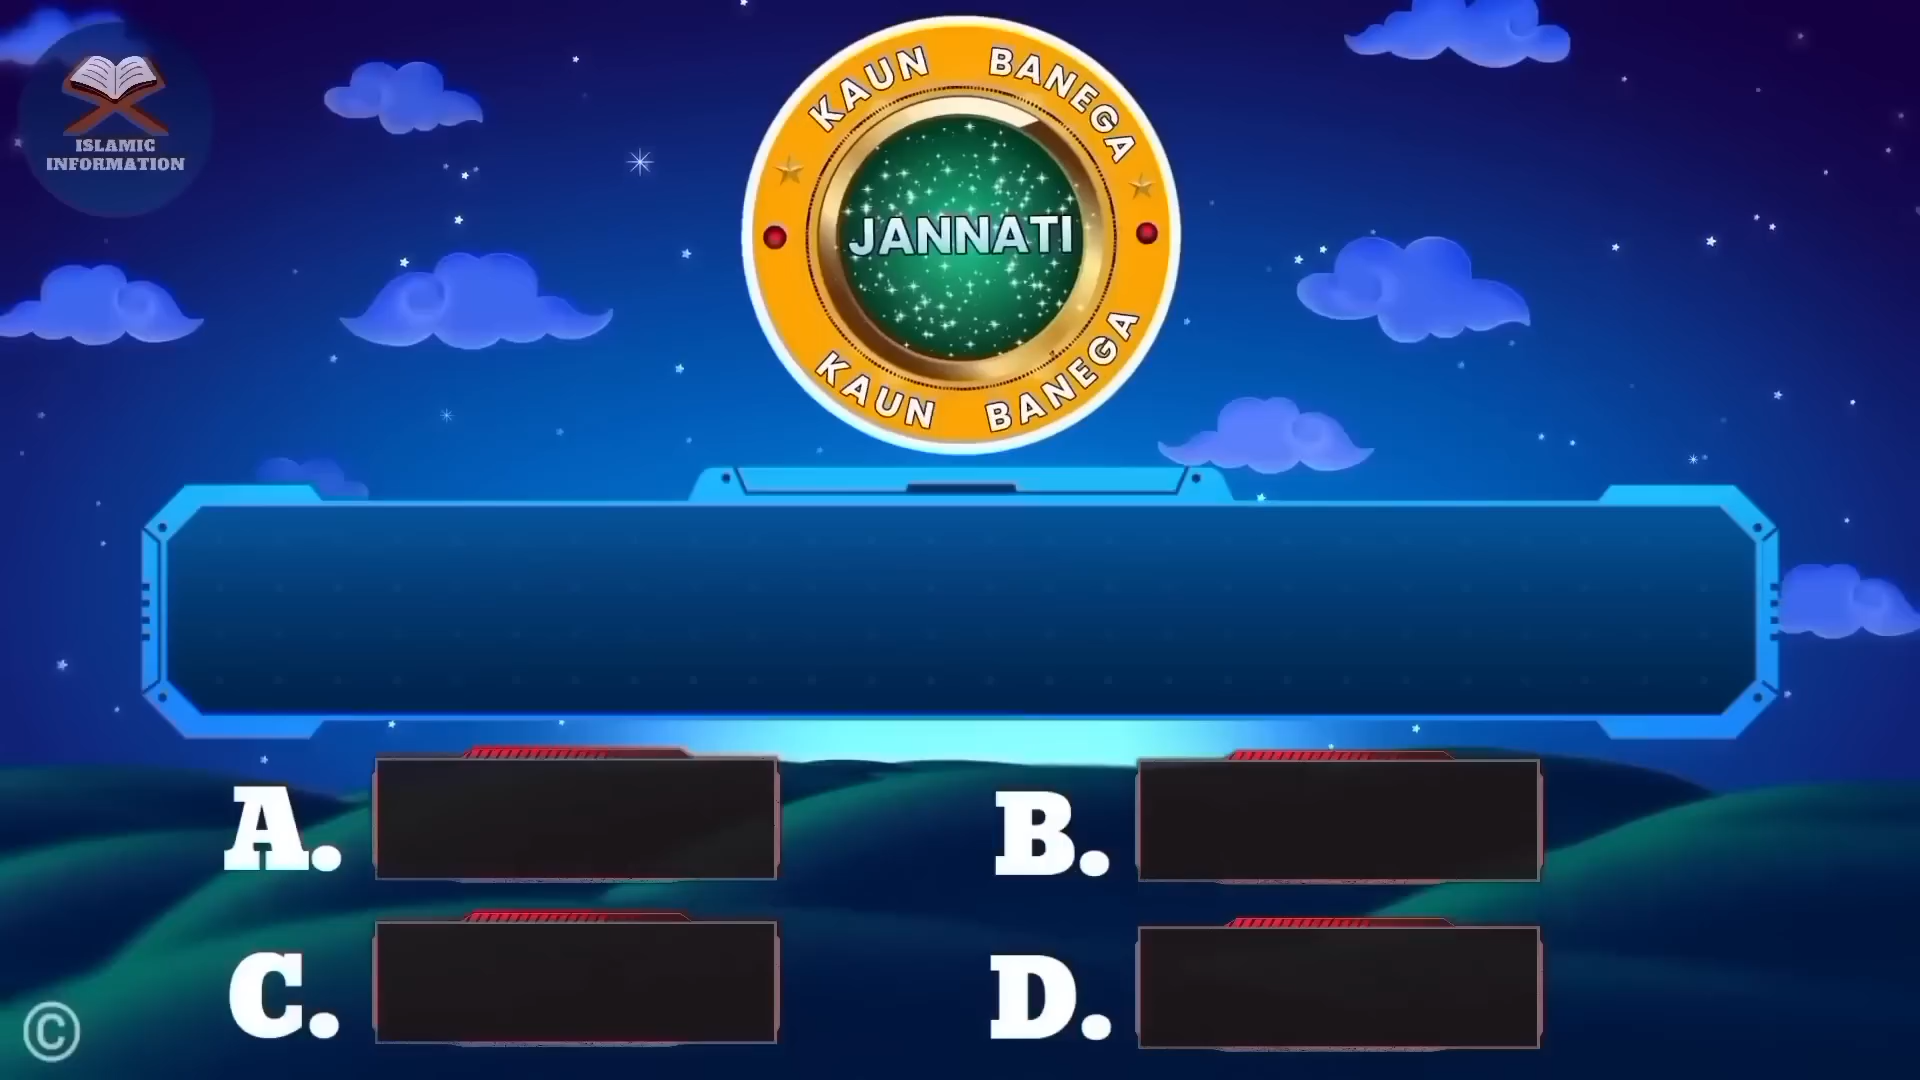 ISLAMIC
INFORMATION
KAUN BANEGA
JANNATI
KAUN BANEGA
A.
B.
C.
D.
©